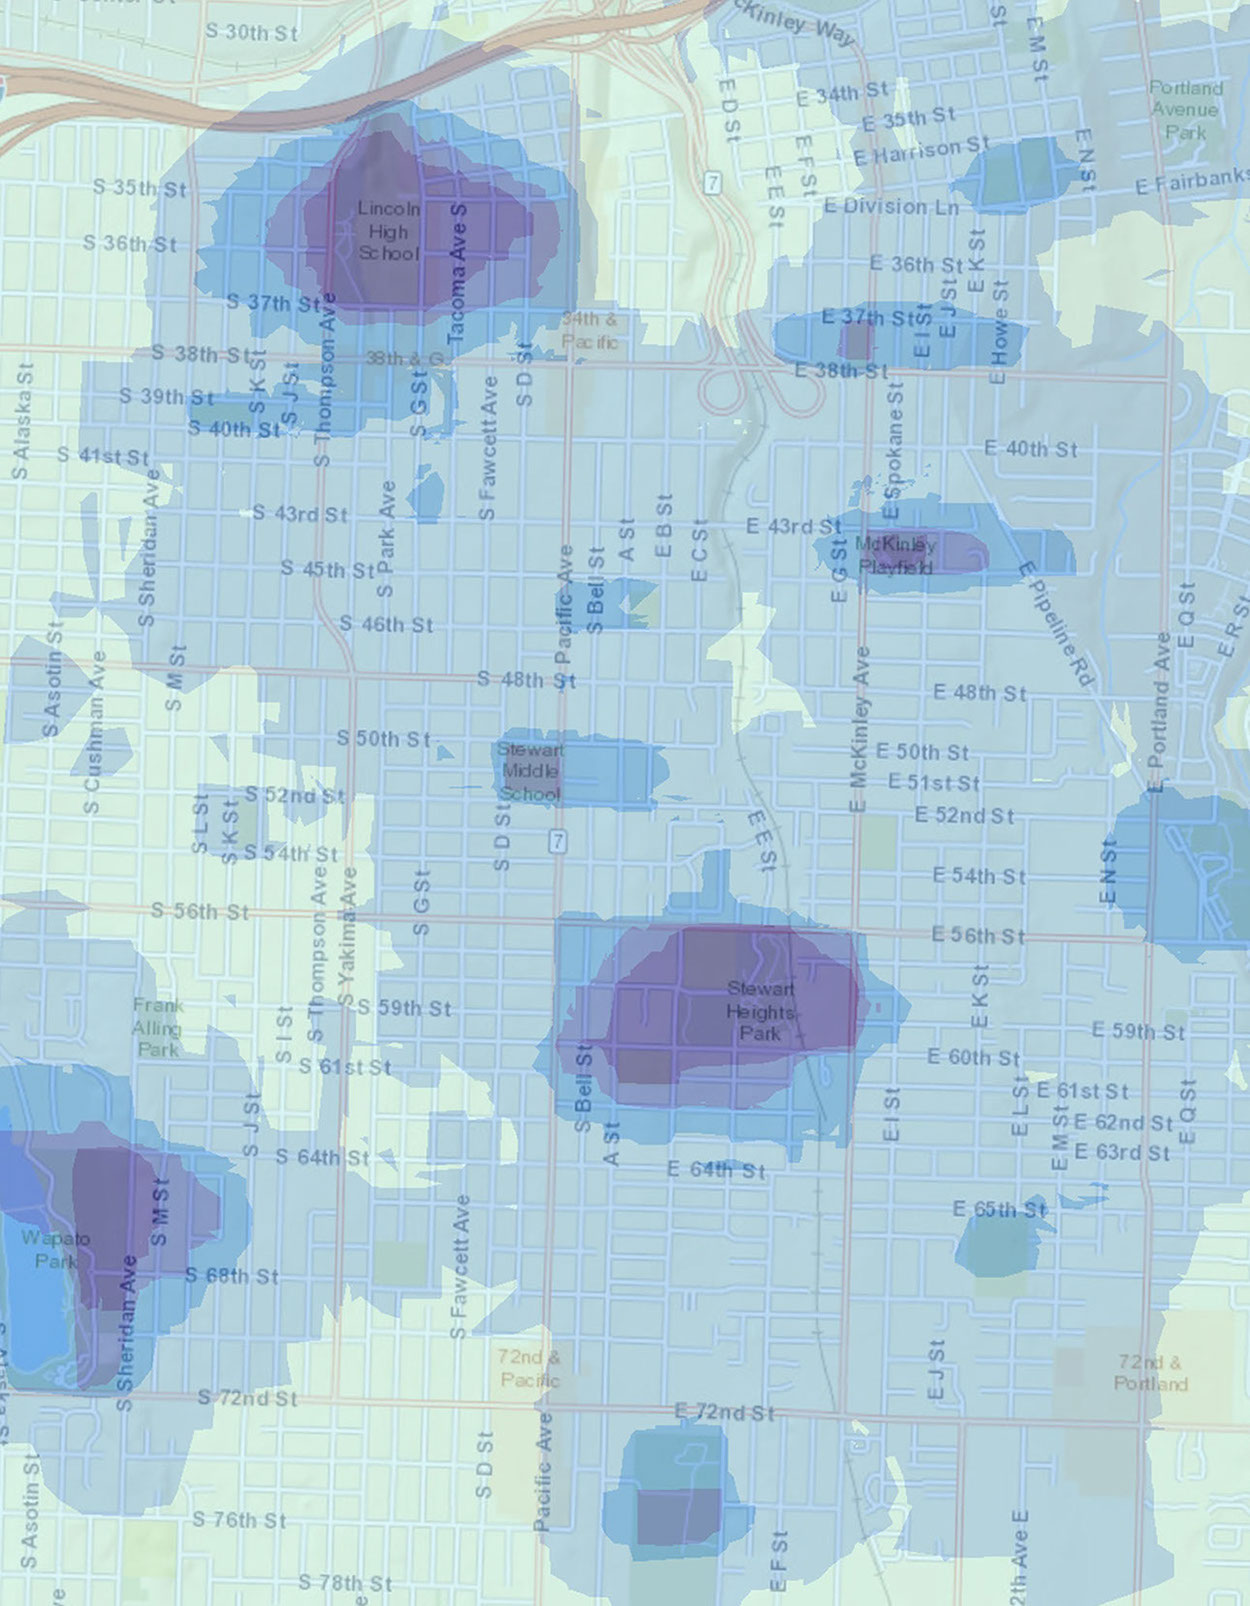 S 30th St
cKinley Way
E M St
E D St
E 34th St
E 35th St
Portland
Avenue
Park
E Harrison St
E N St
E F St
E E St
7
E Fairbanks
S 35th St
E Division Ln
Lincoln
High
School
Tacoma Ave S
S 36th St
E 36th St
E K St
E J St
E Howe St
S 37th St
E 37th St
E I St
34th &
Pacific
S 38th St
38th & G
E 38th St
S Alaska St
S K St
S J St
S Thompson Ave
S G St
S D St
S 39th St
S 40th St
S Fawcett Ave
E Spokane St
S 41st St
E 40th St
S Sheridan Ave
S 43rd St
S Park Ave
A St
E B St
E C St
E 43rd St
McKinley
Playfield
E G St
S 45th St
Pacific Ave
S Bell St
E Pipeline Rd
E Q St
E R St
S 46th St
S Asotin St
S Cushman Ave
S M St
S 48th St
E 48th St
E McKinley Ave
E Portland Ave
S 50th St
Stewart
Middle
School
E 50th St
E 51st St
S 52nd St
E 52nd St
S L St
S K St
S D St
7
E E St
S 54th St
E 54th St
E N St
S G St
S Thompson Ave
S Yakima Ave
S 56th St
E 56th St
Frank
Alling
Park
S 59th St
Stewart
Heights
Park
E K St
E 59th St
S I St
S 61st St
E 60th St
S Bell St
E I St
E L St
E 61st St
E M St
E 62nd St
E Q St
S J St
A St
S 64th St
E 64th St
E 63rd St
S M St
Wapato
Park
E 65th St
S Fawcett Ave
S 68th St
S Sheridan Ave
72nd &
Pacific
E J St
72nd &
Portland
S 72nd St
E 72nd St
S Asotin St
S D St
Pacific Ave
S 76th St
E F St
2th Ave E
S 78th St